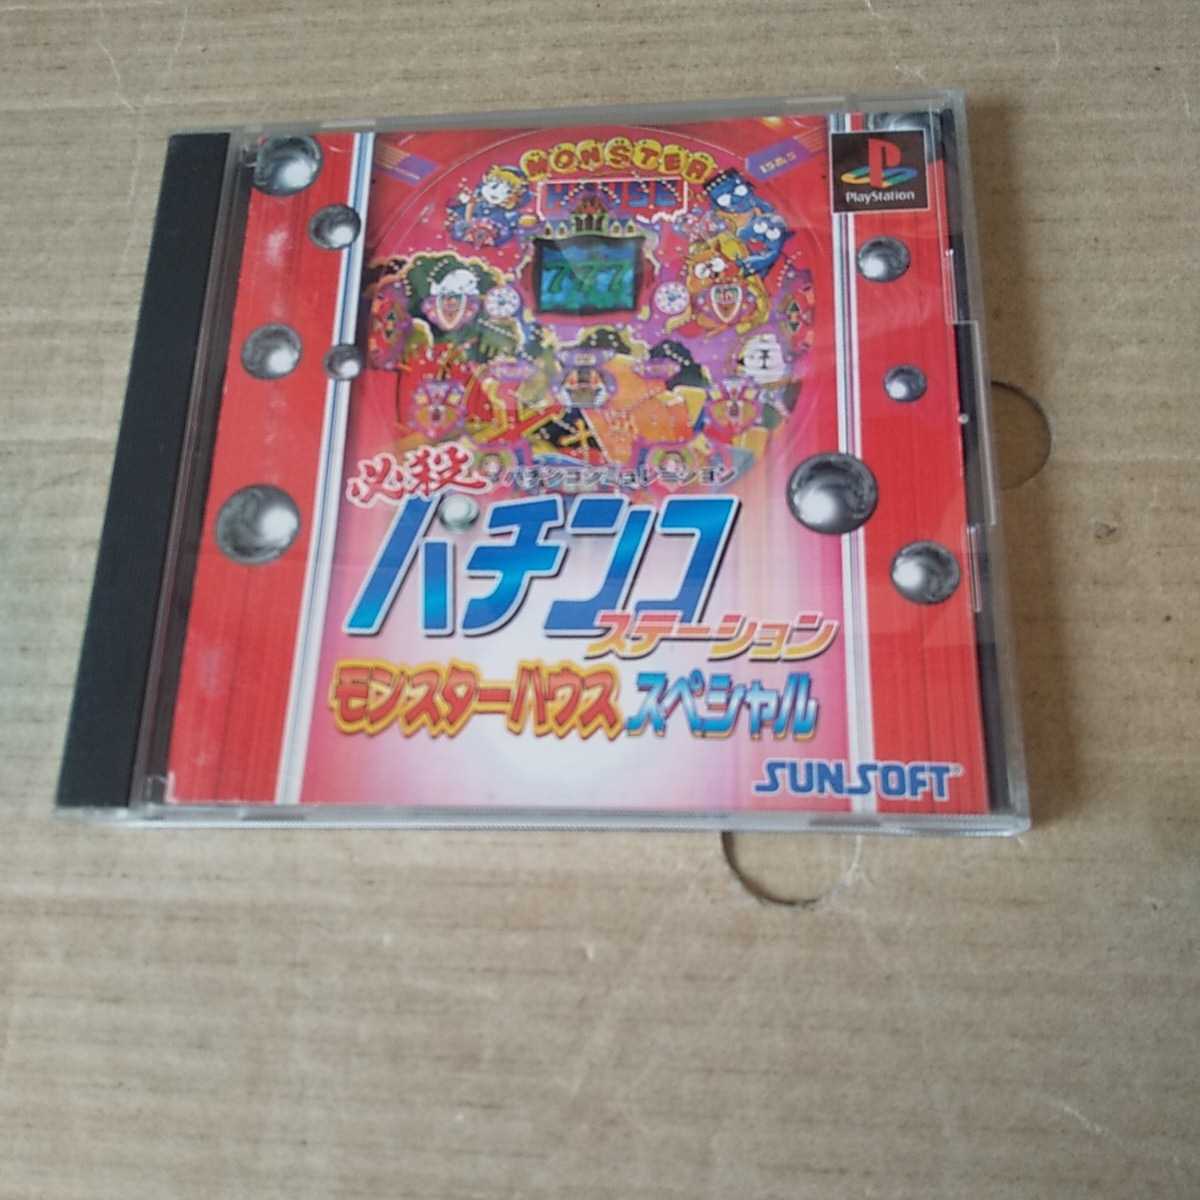 MONSTER
HOUSE
777
PlayStation
必殺
パチンコシミュレーション
パチンコ
ステーション
モンスターハウス スペシャル
SUNSOFT